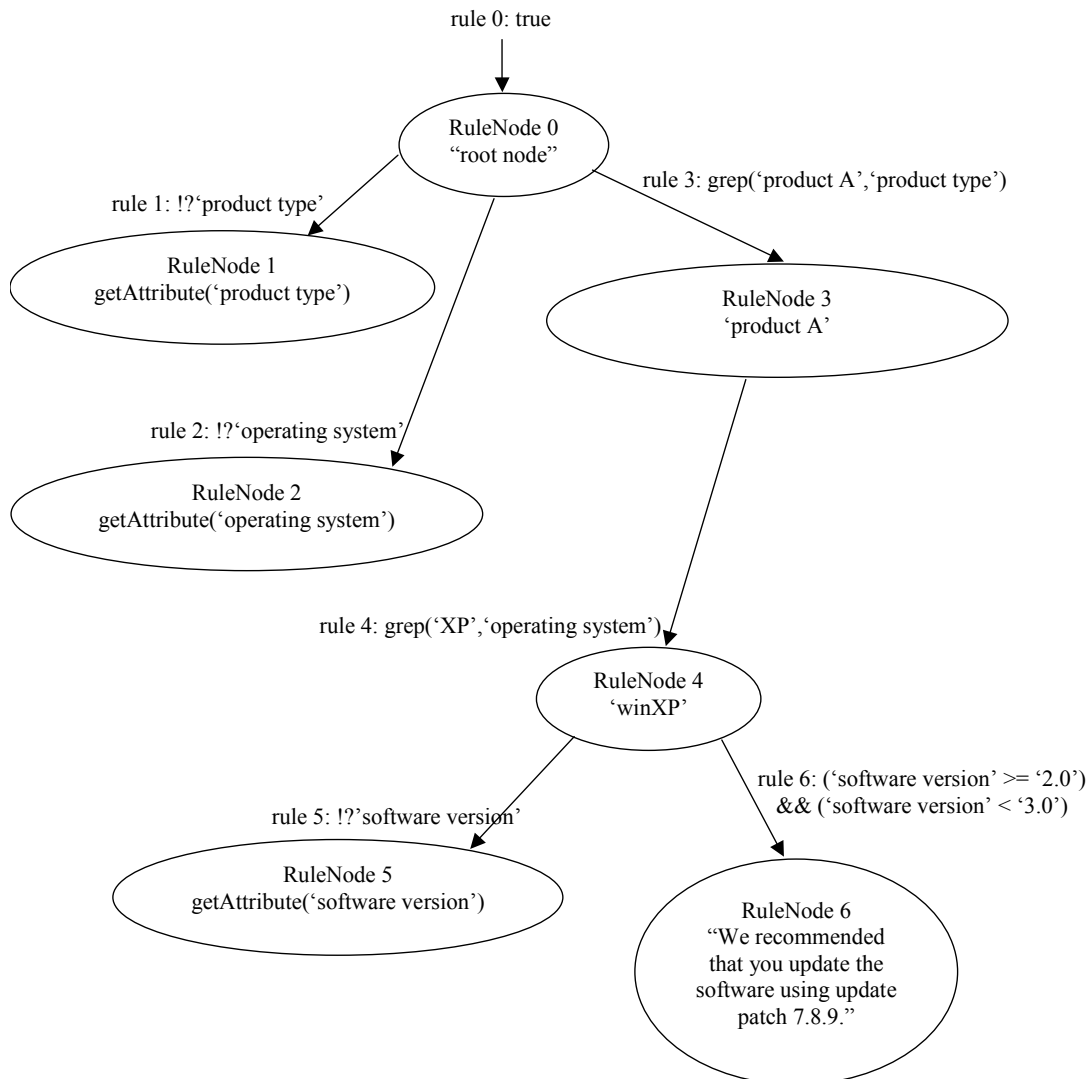 rule 0: true
RuleNode 0
“root node”
rule 3: grep(‘product A’,‘product type’)
rule 1: !?‘product type’
RuleNode 1
getAttribute(‘product type’)
RuleNode 3
‘product A’
rule 2: !?‘operating system’
RuleNode 2
getAttribute(‘operating system’)
rule 4: grep(‘XP’,‘operating system’)
RuleNode 4
‘winXP’
rule 6: (‘software version’ >= ‘2.0’)
&& (‘software version’ < ‘3.0’)
rule 5: !?’software version’
RuleNode 5
getAttribute(‘software version’)
RuleNode 6
“We recommended
that you update the
software using update
patch 7.8.9.”